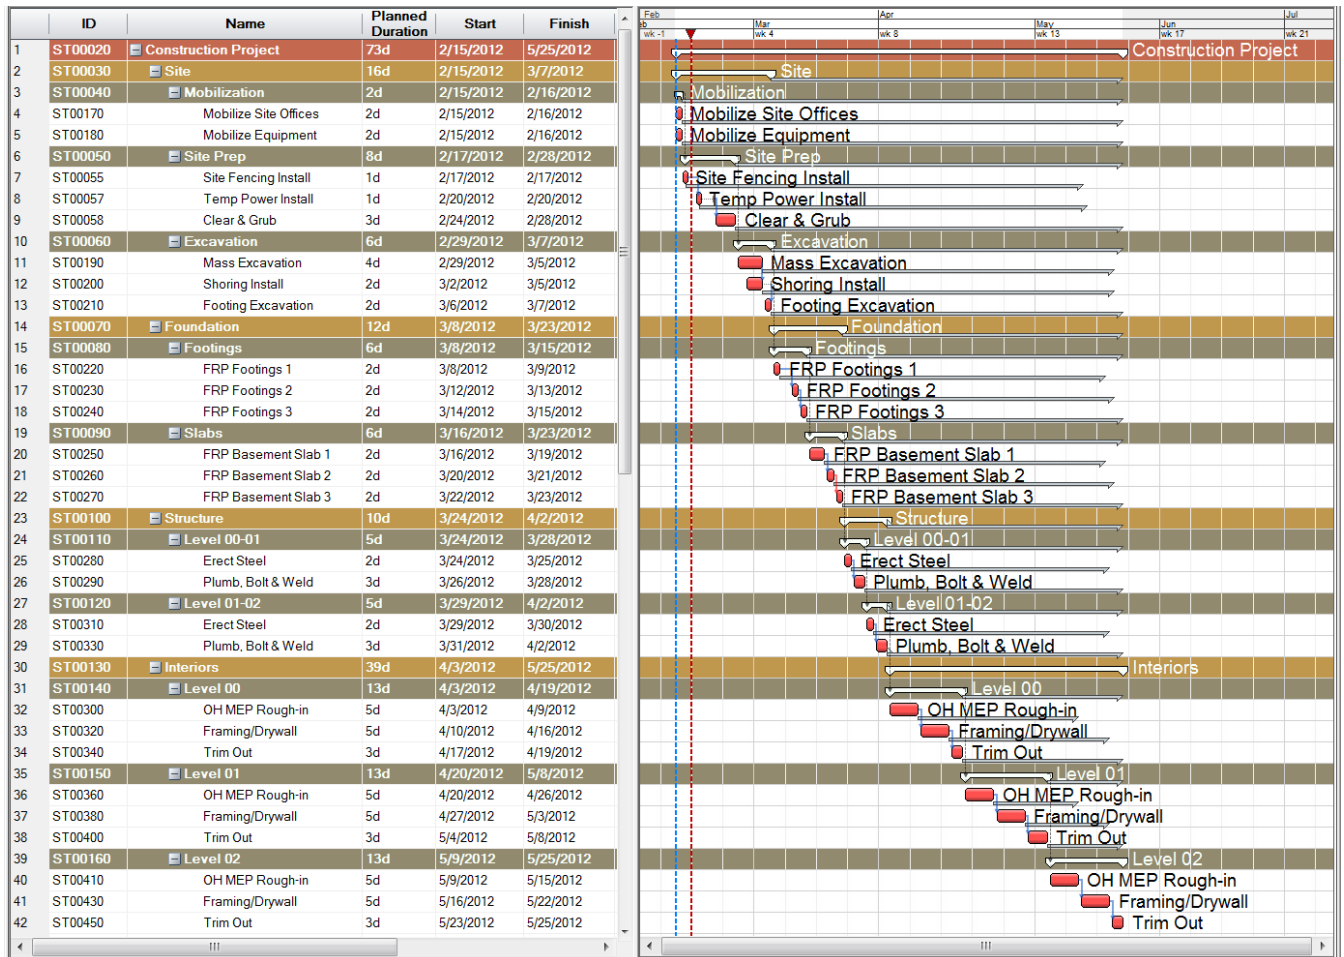 ID Name Planned Duration Start Finish
1 ST00020 Construction Project 73d 2/15/2012 5/25/2012
2 ST00030 Site 16d 2/15/2012 3/7/2012
3 ST00040 Mobilization 2d 2/15/2012 2/16/2012
4 ST00170 Mobilize Site Offices 2d 2/15/2012 2/16/2012
5 ST00180 Mobilize Equipment 2d 2/15/2012 2/16/2012
6 ST00050 Site Prep 8d 2/17/2012 2/28/2012
7 ST00055 Site Fencing Install 1d 2/17/2012 2/17/2012
8 ST00057 Temp Power Install 1d 2/20/2012 2/20/2012
9 ST00058 Clear & Grub 3d 2/24/2012 2/28/2012
10 ST00060 Excavation 6d 2/29/2012 3/7/2012
11 ST00190 Mass Excavation 4d 2/29/2012 3/5/2012
12 ST00200 Shoring Install 2d 3/2/2012 3/5/2012
13 ST00210 Footing Excavation 2d 3/6/2012 3/7/2012
14 ST00070 Foundation 12d 3/8/2012 3/23/2012
15 ST00080 Footings 6d 3/8/2012 3/15/2012
16 ST00220 FRP Footings 1 2d 3/8/2012 3/9/2012
17 ST00230 FRP Footings 2 2d 3/12/2012 3/13/2012
18 ST00240 FRP Footings 3 2d 3/14/2012 3/15/2012
19 ST00090 Slabs 6d 3/16/2012 3/23/2012
20 ST00250 FRP Basement Slab 1 2d 3/16/2012 3/19/2012
21 ST00260 FRP Basement Slab 2 2d 3/20/2012 3/21/2012
22 ST00270 FRP Basement Slab 3 2d 3/22/2012 3/23/2012
23 ST00100 Structure 10d 3/24/2012 4/2/2012
24 ST00110 Level 00-01 5d 3/24/2012 3/28/2012
25 ST00280 Erect Steel 2d 3/24/2012 3/25/2012
26 ST00290 Plumb, Bolt & Weld 3d 3/26/2012 3/28/2012
27 ST00120 Level 01-02 5d 3/29/2012 4/2/2012
28 ST00310 Erect Steel 2d 3/29/2012 3/30/2012
29 ST00330 Plumb, Bolt & Weld 3d 3/31/2012 4/2/2012
30 ST00130 Interiors 39d 4/3/2012 5/25/2012
31 ST00140 Level 00 13d 4/3/2012 4/19/2012
32 ST00300 OH MEP Rough-in 5d 4/3/2012 4/9/2012
33 ST00320 Framing/Drywall 5d 4/10/2012 4/16/2012
34 ST00340 Trim Out 3d 4/17/2012 4/19/2012
35 ST00150 Level 01 13d 4/20/2012 5/8/2012
36 ST00360 OH MEP Rough-in 5d 4/20/2012 4/26/2012
37 ST00380 Framing/Drywall 5d 4/27/2012 5/3/2012
38 ST00400 Trim Out 3d 5/4/2012 5/8/2012
39 ST00160 Level 02 13d 5/9/2012 5/25/2012
40 ST00410 OH MEP Rough-in 5d 5/9/2012 5/15/2012
41 ST00430 Framing/Drywall 5d 5/16/2012 5/22/2012
42 ST00450 Trim Out 3d 5/23/2012 5/25/2012
Feb Apr Jul
Mar May Jun
wk -1 wk 4 wk 8 wk 13 wk 17 wk 21
Construction Project
Site
Mobilization
Mobilize Site Offices
Mobilize Equipment
Site Prep
Site Fencing Install
Temp Power Install
Clear & Grub
Excavation
Mass Excavation
Shoring Install
Footing Excavation
Foundation
Footings
FRP Footings 1
FRP Footings 2
FRP Footings 3
Slabs
FRP Basement Slab 1
FRP Basement Slab 2
FRP Basement Slab 3
Structure
Level 00-01
Erect Steel
Plumb, Bolt & Weld
Level 01-02
Erect Steel
Plumb, Bolt & Weld
Interiors
Level 00
OH MEP Rough-in
Framing/Drywall
Trim Out
Level 01
OH MEP Rough-in
Framing/Drywall
Trim Out
Level 02
OH MEP Rough-in
Framing/Drywall
Trim Out